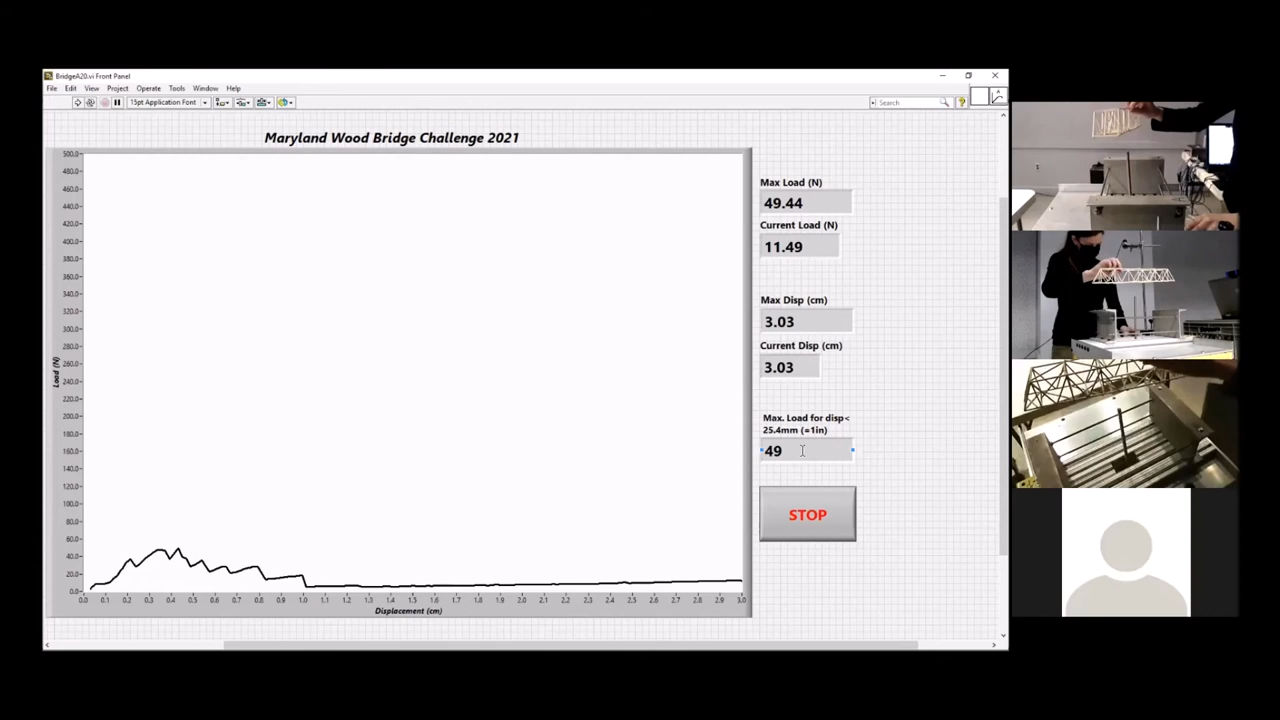 BridgeA20.vi Front Panel
File Edit View Project Operate Tools Window Help
15pt Application Font
Search
Maryland Wood Bridge Challenge 2021
500.0
480.0
460.0
440.0
420.0
400.0
380.0
360.0
340.0
320.0
300.0
280.0
260.0
240.0
220.0
200.0
180.0
160.0
140.0
120.0
100.0
80.0
60.0
40.0
20.0
0.0
Load (N)
0.0 0.1 0.2 0.3 0.4 0.5 0.6 0.7 0.8 0.9 1.0 1.1 1.2 1.3 1.4 1.5 1.6 1.7 1.8 1.9 2.0 2.1 2.2 2.3 2.4 2.5 2.6 2.7 2.8 2.9 3.0
Displacement (cm)
Max Load (N)
49.44
Current Load (N)
11.49
Max Disp (cm)
3.03
Current Disp (cm)
3.03
Max. Load for disp<
25.4mm (=1in)
49
STOP